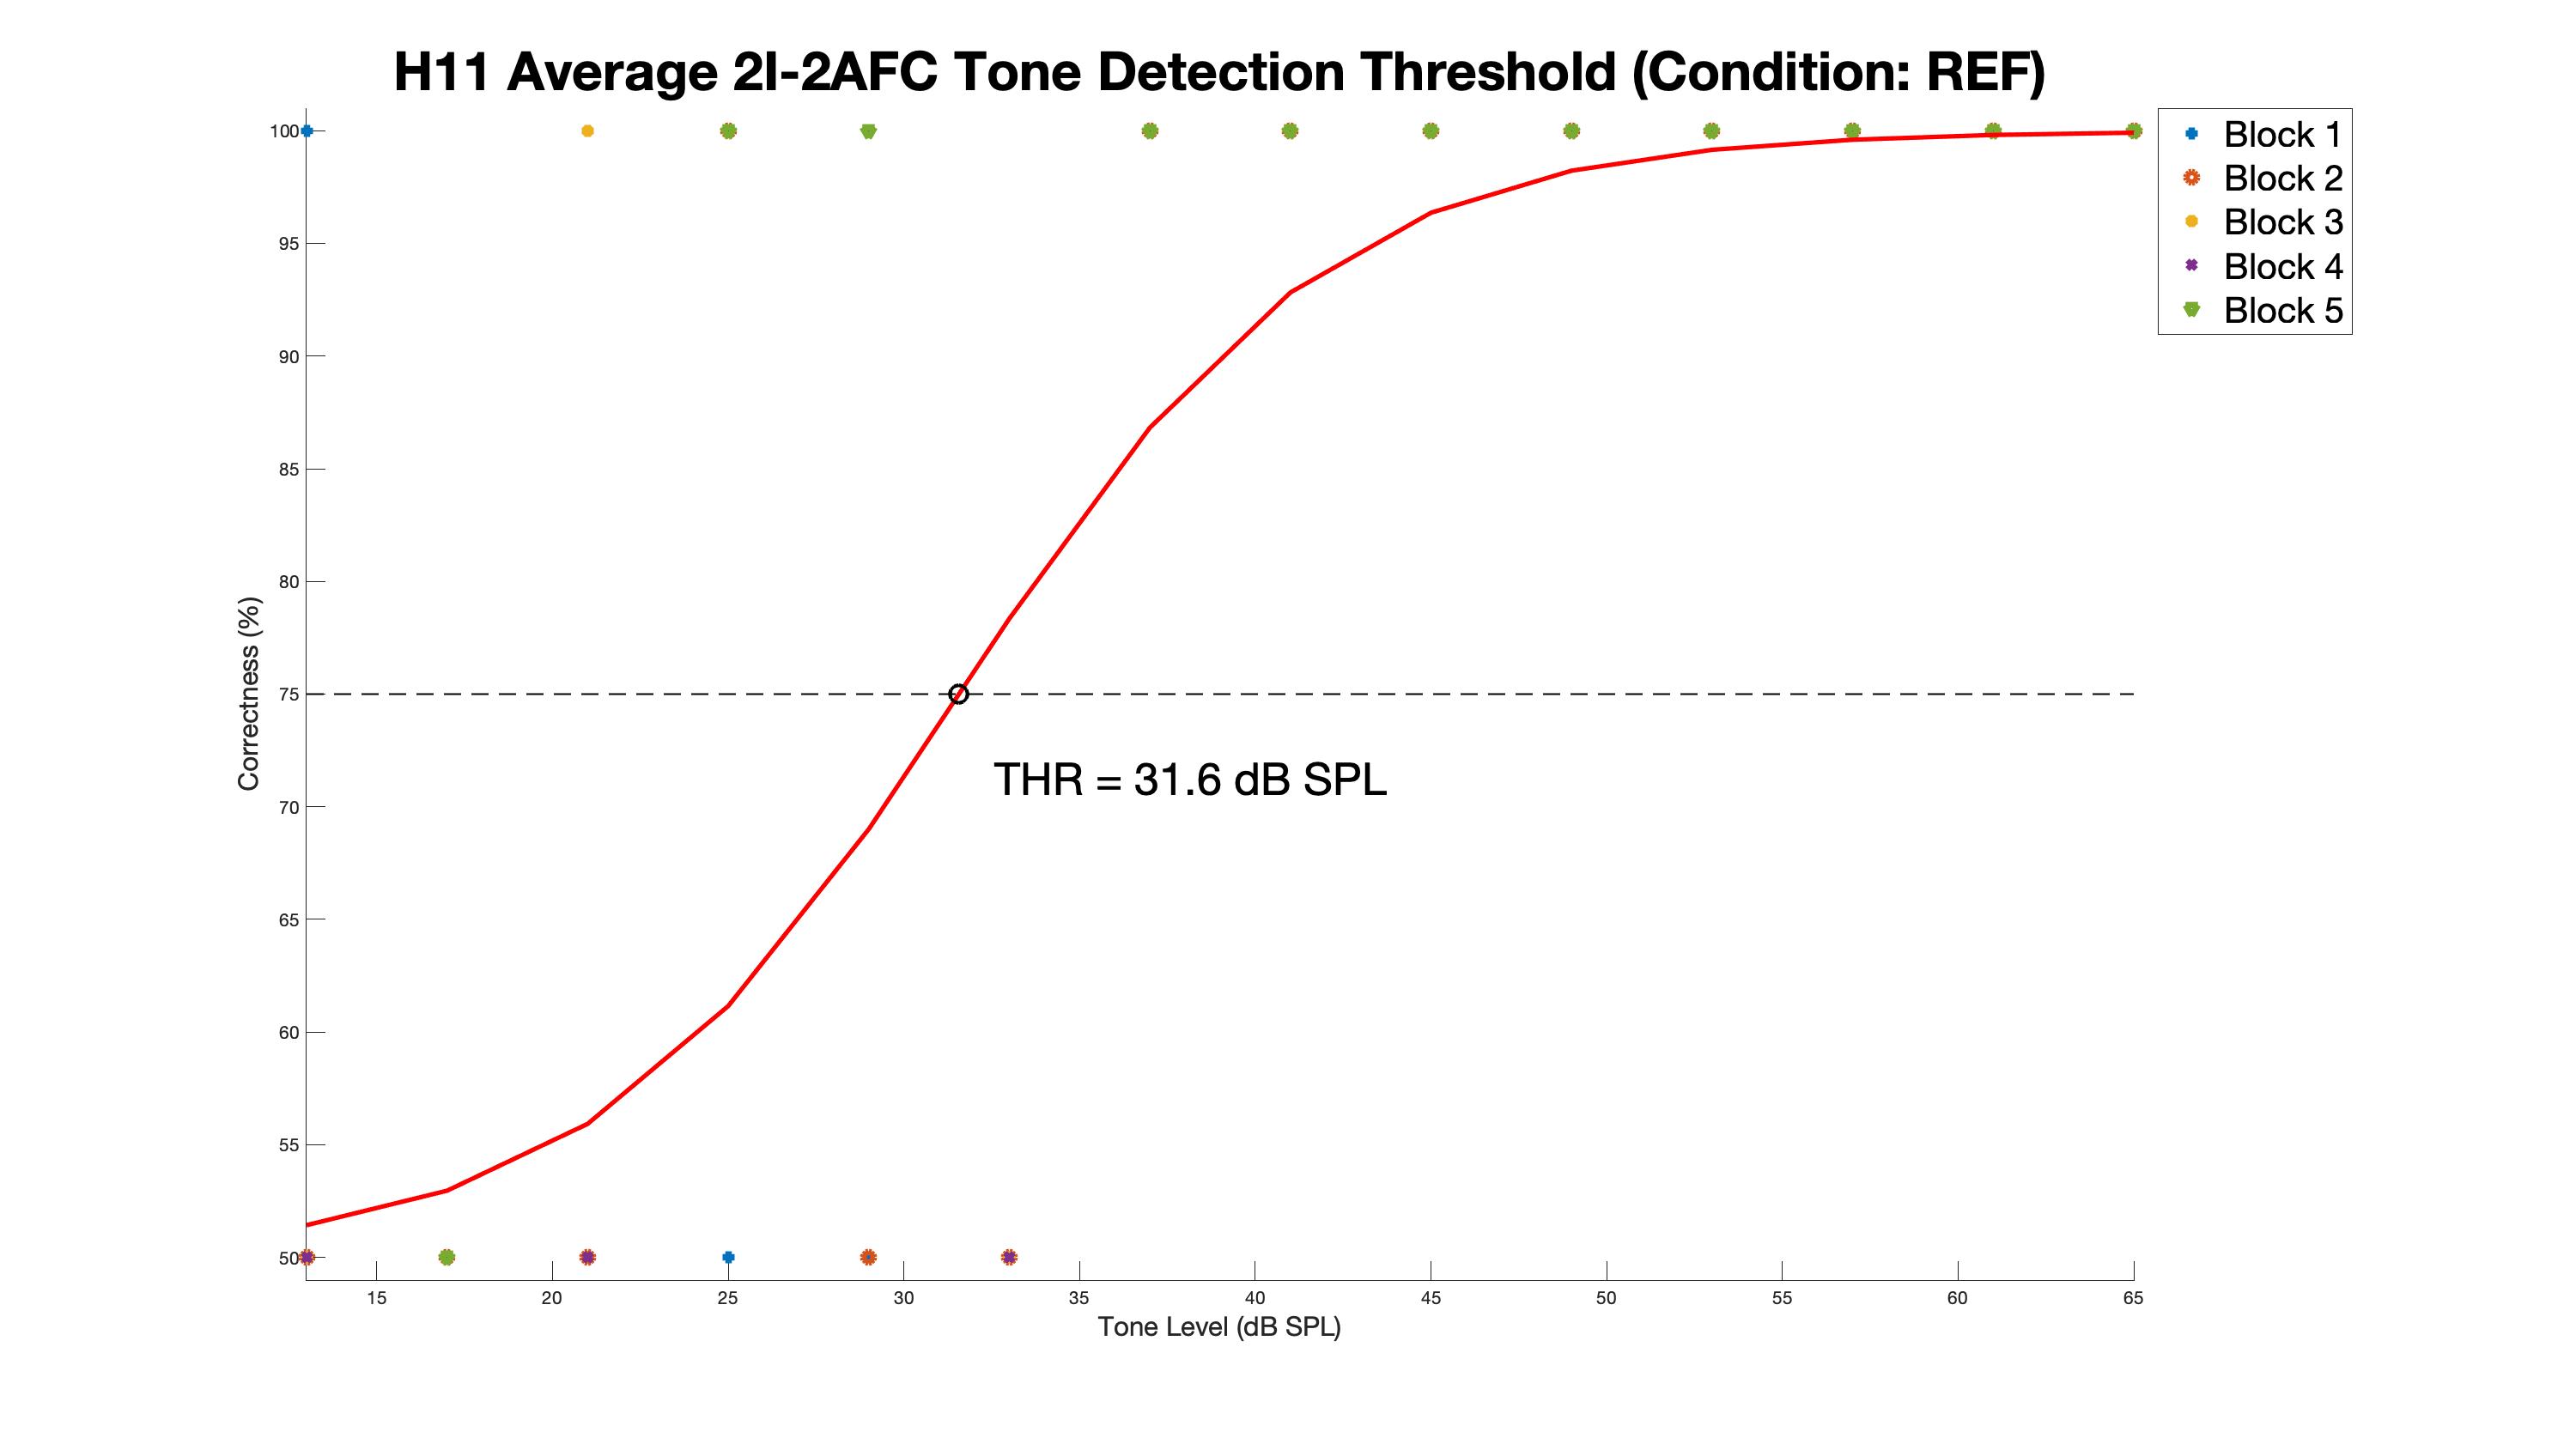 H11 Average 2I-2AFC Tone Detection Threshold (Condition: REF)
100
95
90
85
80
75
70
65
60
55
50
Correctness (%)
THR = 31.6 dB SPL
15 20 25 30 35 40 45 50 55 60 65
Tone Level (dB SPL)
Block 1
Block 2
Block 3
Block 4
Block 5